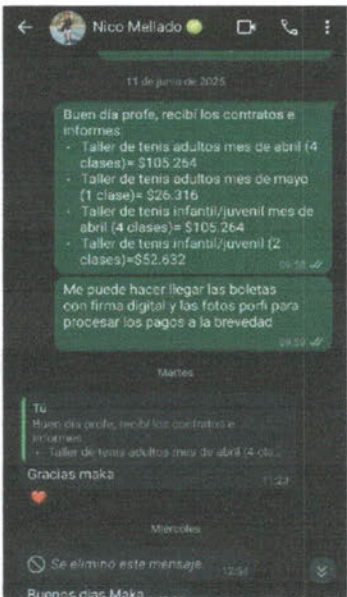 Nico Mellado
11 de junio de 2025
Buen día profe, recibí los contratos e
informes:
- Taller de tenis adultos mes de abril (4
clases)= $105.264
- Taller de tenis adultos mes de mayo
(1 clase)= $26.316
- Taller de tenis infantil/juvenil mes de
abril (4 clases)= $105.264
- Taller de tenis infantil/juvenil (2
clases)=$52.632
09:58
Me puede hacer llegar las boletas
con firma digital y las fotos porfi para
procesar los pagos a la brevedad
09:59
Martes
Tú
Buen día profe, recibí los contratos e
informes:
- Taller de tenis adultos mes de abril (4 cla...
Gracias maka
11:23
Miércoles
Se eliminó este mensaje
12:54
Buenos días Maka